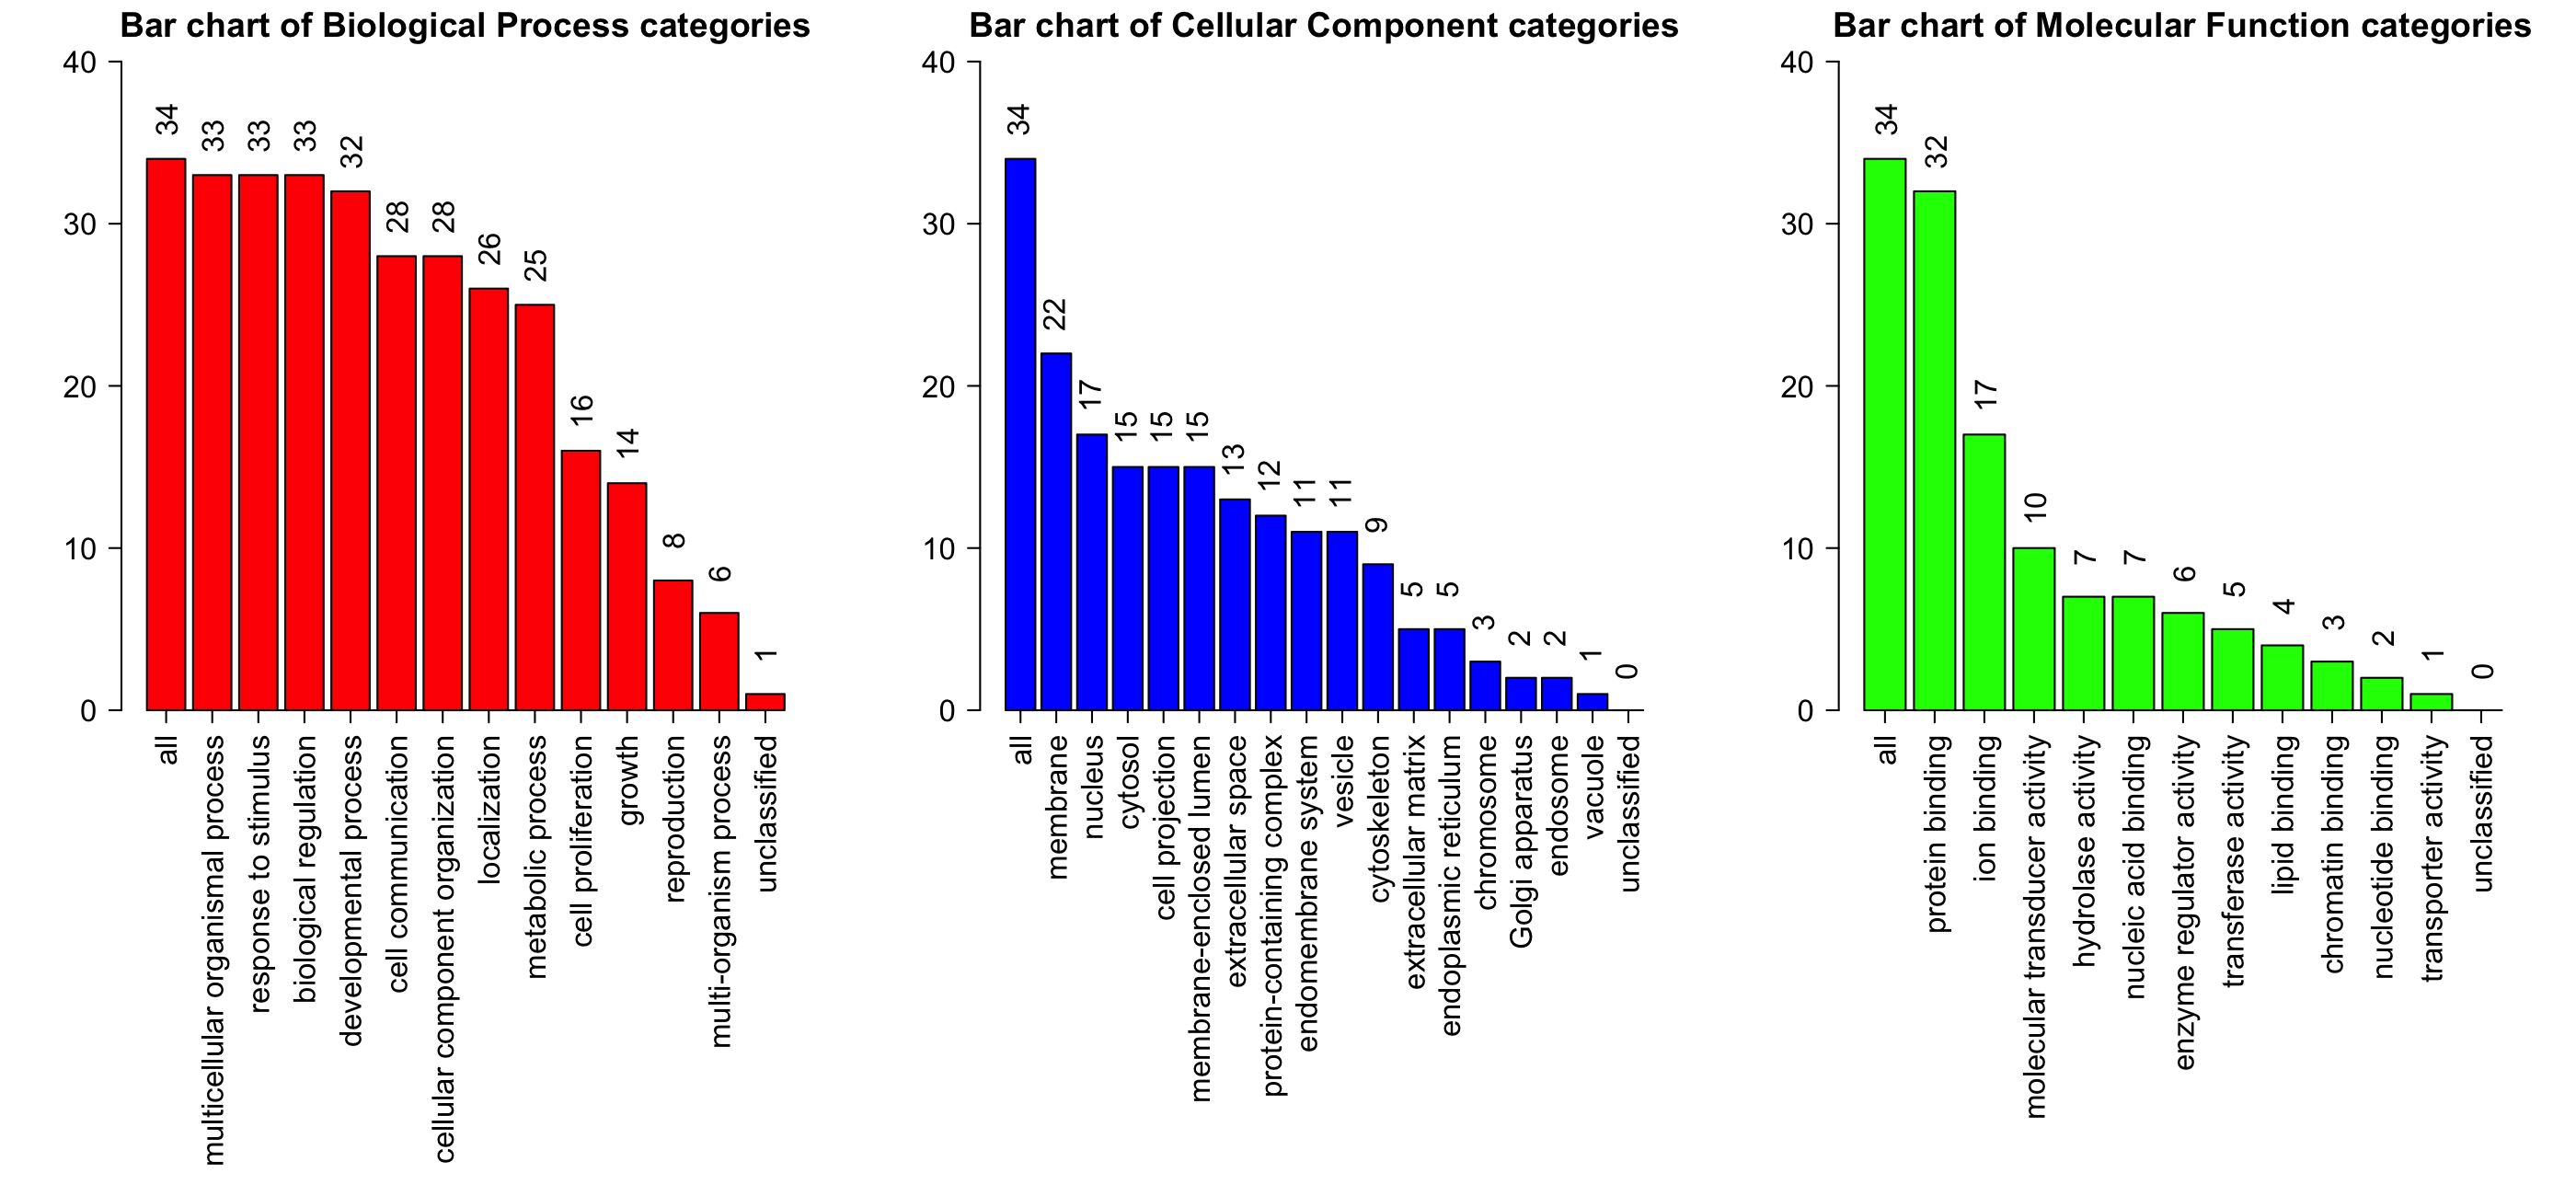 Bar chart of Biological Process categories
40
30
20
10
0
34
33
33
33
32
28
28
26
25
16
14
8
6
1
all
multicellular organismal process
response to stimulus
biological regulation
developmental process
cell communication
cellular component organization
localization
metabolic process
cell proliferation
growth
reproduction
multi-organism process
unclassified
Bar chart of Cellular Component categories
40
30
20
10
0
34
22
17
15
15
15
13
12
11
11
9
5
5
3
2
2
1
0
all
membrane
nucleus
cytosol
cell projection
membrane-enclosed lumen
extracellular space
protein-containing complex
endomembrane system
vesicle
cytoskeleton
extracellular matrix
endoplasmic reticulum
chromosome
Golgi apparatus
endosome
vacuole
unclassified
Bar chart of Molecular Function categories
40
30
20
10
0
34
32
17
10
7
7
6
5
4
3
2
1
0
all
protein binding
ion binding
molecular transducer activity
hydrolase activity
nucleic acid binding
enzyme regulator activity
transferase activity
lipid binding
chromatin binding
nucleotide binding
transporter activity
unclassified